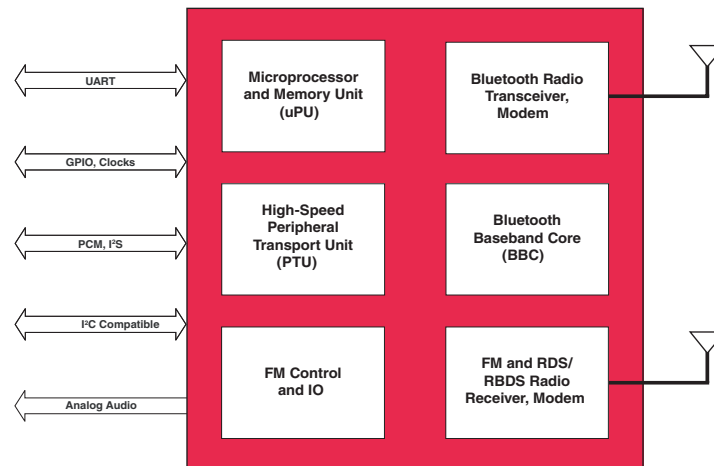 UART
GPIO, Clocks
PCM, I²S
I²C Compatible
Analog Audio
Microprocessor
and Memory Unit
(uPU)
Bluetooth Radio
Transceiver,
Modem
High-Speed
Peripheral
Transport Unit
(PTU)
Bluetooth
Baseband Core
(BBC)
FM Control
and IO
FM and RDS/
RBDS Radio
Receiver, Modem